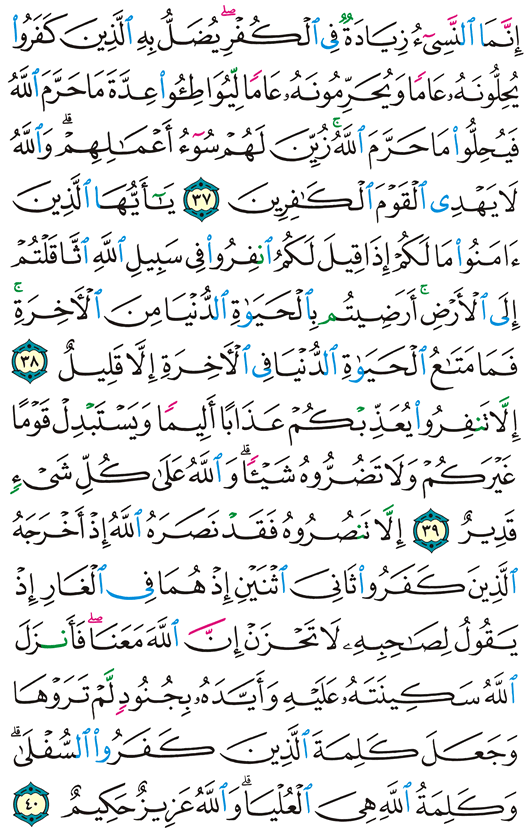 إِنَّمَا ٱلنَّسِىٓءُ زِيَادَةٌ فِى ٱلْكُفْرِ ۖ يُضَلُّ بِهِ ٱلَّذِينَ كَفَرُوا۟
يُحِلُّونَهُۥ عَامًا وَيُحَرِّمُونَهُۥ عَامًا لِّيُوَاطِـُٔوا۟ عِدَّةَ مَا حَرَّمَ ٱللَّهُ
فَيُحِلُّوا۟ مَا حَرَّمَ ٱللَّهُ ۚ زُيِّنَ لَهُمْ سُوٓءُ أَعْمَـٰلِهِمْ ۗ وَٱللَّهُ
لَا يَهْدِى ٱلْقَوْمَ ٱلْكَـٰفِرِينَ ٣٧ يَـٰٓأَيُّهَا ٱلَّذِينَ
ءَامَنُوا۟ مَا لَكُمْ إِذَا قِيلَ لَكُمُ ٱنفِرُوا۟ فِى سَبِيلِ ٱللَّهِ ٱثَّاقَلْتُمْ
إِلَى ٱلْأَرْضِ ۚ أَرَضِيتُم بِٱلْحَيَوٰةِ ٱلدُّنْيَا مِنَ ٱلْـَٔاخِرَةِ ۚ
فَمَا مَتَـٰعُ ٱلْحَيَوٰةِ ٱلدُّنْيَا فِى ٱلْـَٔاخِرَةِ إِلَّا قَلِيلٌ ٣٨
إِلَّا تَنفِرُوا۟ يُعَذِّبْكُمْ عَذَابًا أَلِيمًا وَيَسْتَبْدِلْ قَوْمًا
غَيْرَكُمْ وَلَا تَضُرُّوهُ شَيْـًٔا ۗ وَٱللَّهُ عَلَىٰ كُلِّ شَىْءٍ
قَدِيرٌ ٣٩ إِلَّا تَنصُرُوهُ فَقَدْ نَصَرَهُ ٱللَّهُ إِذْ أَخْرَجَهُ
ٱلَّذِينَ كَفَرُوا۟ ثَانِىَ ٱثْنَيْنِ إِذْ هُمَا فِى ٱلْغَارِ إِذْ
يَقُولُ لِصَـٰحِبِهِۦ لَا تَحْزَنْ إِنَّ ٱللَّهَ مَعَنَا ۖ فَأَنزَلَ
ٱللَّهُ سَكِينَتَهُۥ عَلَيْهِ وَأَيَّدَهُۥ بِجُنُودٍ لَّمْ تَرَوْهَا
وَجَعَلَ كَلِمَةَ ٱلَّذِينَ كَفَرُوا۟ ٱلسُّفْلَىٰ ۗ
وَكَلِمَةُ ٱللَّهِ هِىَ ٱلْعُلْيَا ۗ وَٱللَّهُ عَزِيزٌ حَكِيمٌ ٤٠